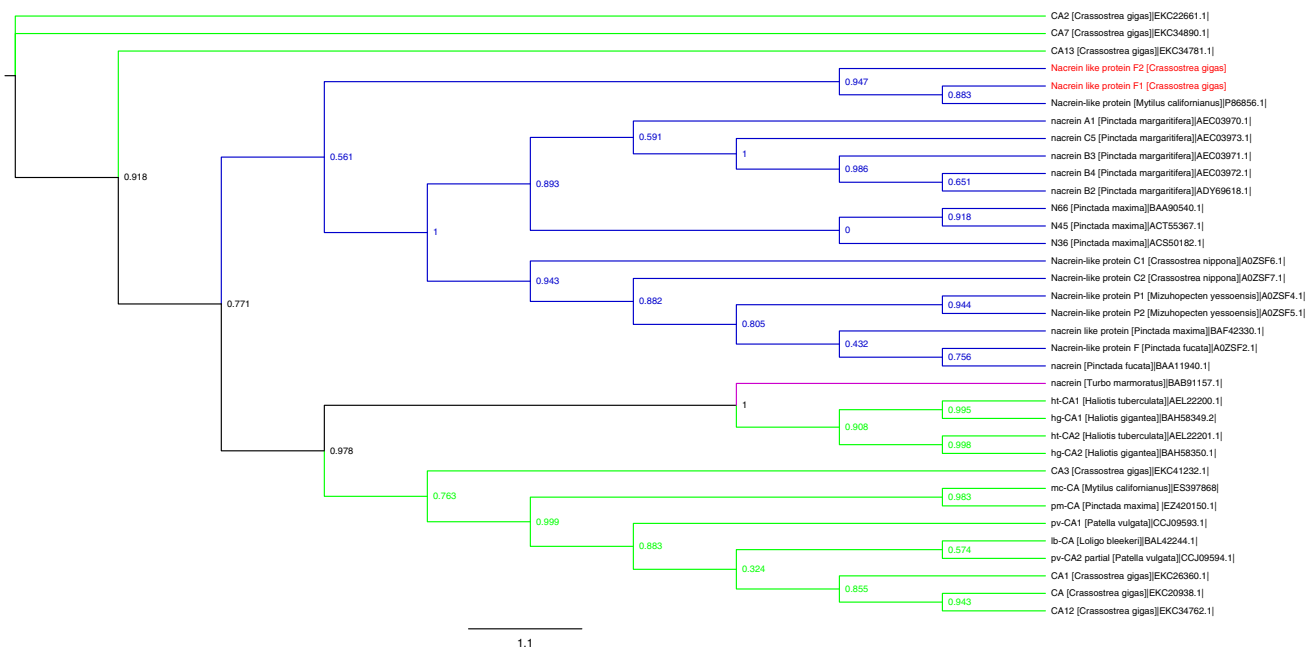 CA2 [Crassostrea gigas]|EKC22661.1|
CA7 [Crassostrea gigas]|EKC34890.1|
CA13 [Crassostrea gigas]|EKC34781.1|
Nacrein like protein F2 [Crassostrea gigas]
0.947
Nacrein like protein F1 [Crassostrea gigas]
0.883
Nacrein-like protein [Mytilus californianus]|P86856.1|
nacrein A1 [Pinctada margaritifera]|AEC03970.1|
0.591
nacrein C5 [Pinctada margaritifera]|AEC03973.1|
1
nacrein B3 [Pinctada margaritifera]|AEC03971.1|
0.561
0.986
nacrein B4 [Pinctada margaritifera]|AEC03972.1|
0.918
0.893
0.651
nacrein B2 [Pinctada margaritifera]|ADY69618.1|
N66 [Pinctada maxima]|BAA90540.1|
0.918
N45 [Pinctada maxima]|ACT55367.1|
1
0
N36 [Pinctada maxima]|ACS50182.1|
Nacrein-like protein C1 [Crassostrea nippona]|A0ZSF6.1|
0.943
Nacrein-like protein C2 [Crassostrea nippona]|A0ZSF7.1|
Nacrein-like protein P1 [Mizuhopecten yessoensis]|A0ZSF4.1|
0.771
0.882
0.944
Nacrein-like protein P2 [Mizuhopecten yessoensis]|A0ZSF5.1|
0.805
nacrein like protein [Pinctada maxima]|BAF42330.1|
0.432
Nacrein-like protein F [Pinctada fucata]|A0ZSF2.1|
0.756
nacrein [Pinctada fucata]|BAA11940.1|
nacrein [Turbo marmoratus]|BAB91157.1|
ht-CA1 [Haliotis tuberculata]|AEL22200.1|
1
0.995
hg-CA1 [Haliotis gigantea]|BAH58349.2|
0.908
ht-CA2 [Haliotis tuberculata]|AEL22201.1|
0.978
0.998
hg-CA2 [Haliotis gigantea]|BAH58350.1|
CA3 [Crassostrea gigas]|EKC41232.1|
mc-CA [Mytilus californianus]|ES397868|
0.763
0.983
pm-CA [Pinctada maxima] |EZ420150.1|
0.999
pv-CA1 [Patella vulgata]|CCJ09593.1|
lb-CA [Loligo bleekeri]|BAL42244.1|
0.883
0.574
pv-CA2 partial [Patella vulgata]|CCJ09594.1|
0.324
CA1 [Crassostrea gigas]|EKC26360.1|
0.855
CA [Crassostrea gigas]|EKC20938.1|
0.943
CA12 [Crassostrea gigas]|EKC34762.1|
1.1